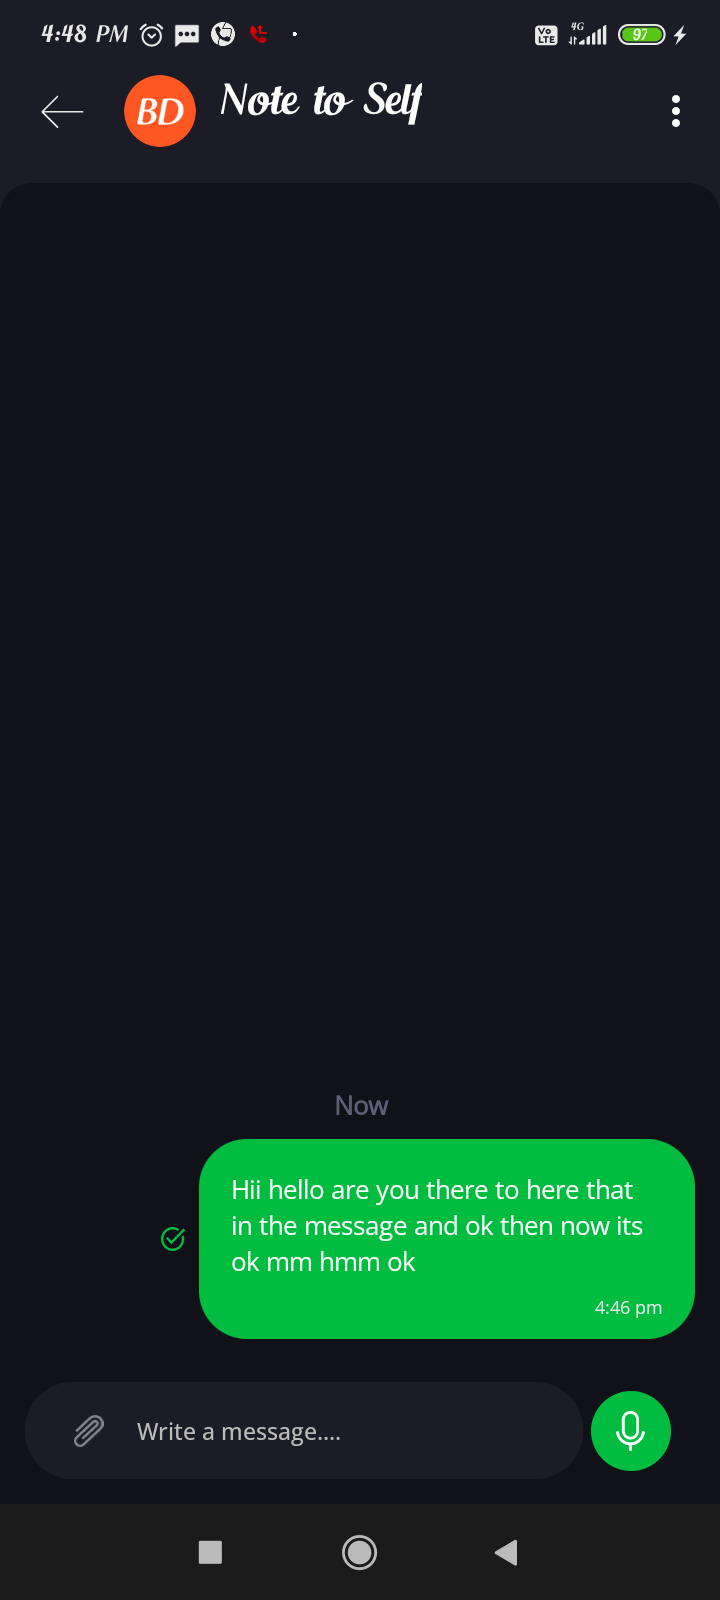 4:48 PM
Vo
LTE
4G
97
BD
Note to Self
Now
Hii hello are you there to here that
in the message and ok then now its
ok mm hmm ok
4:46 pm
Write a message....